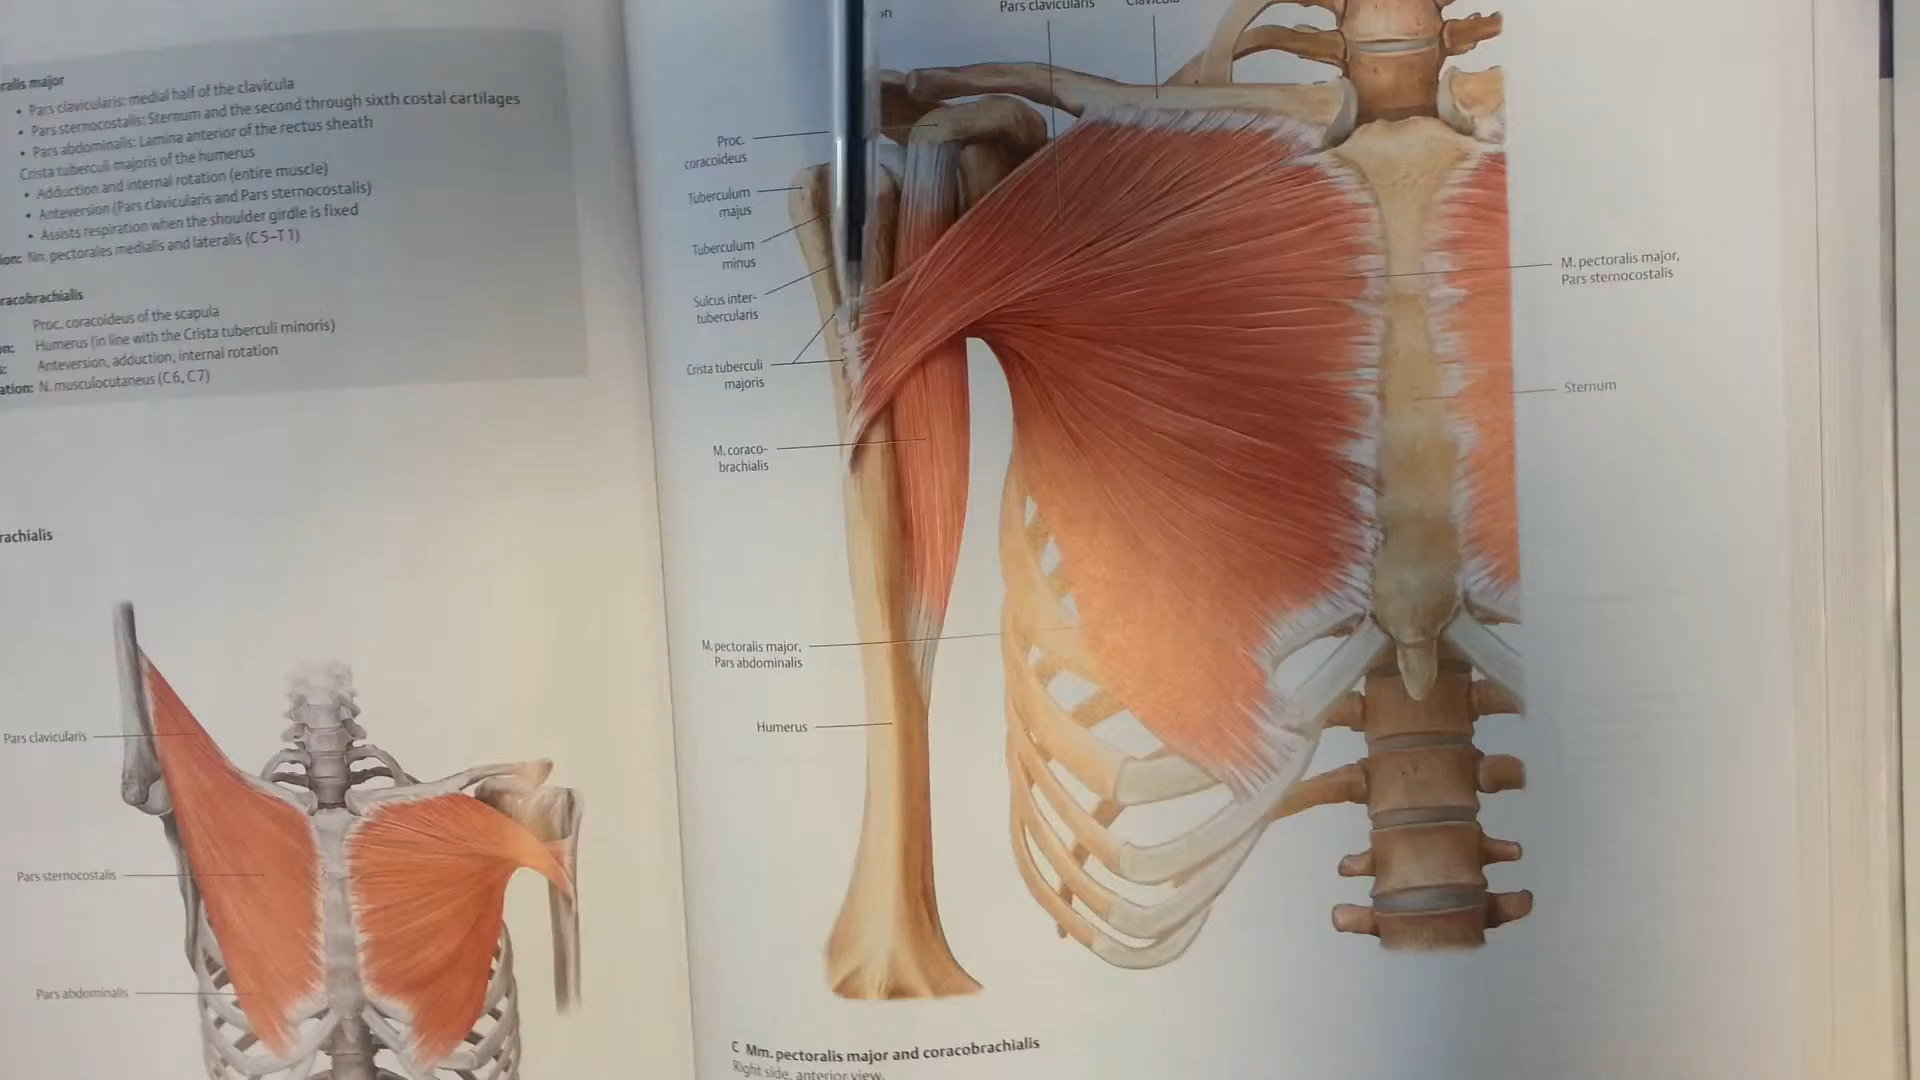 • Pars clavicularis: medial half of the clavicula
• Pars sternocostalis: Sternum and the second through sixth costal cartilages
• Pars abdominalis: Lamina anterior of the rectus sheath
Crista tuberculi majoris of the humerus
• Adduction and internal rotation (entire muscle)
• Anteversion (Pars clavicularis and Pars sternocostalis)
• Assists respiration when the shoulder girdle is fixed
Nn. pectorales medialis and lateralis (C5–T1)
Proc. coracoideus of the scapula
Humerus (in line with the Crista tuberculi minoris)
Anteversion, adduction, internal rotation
N. musculocutaneus (C6, C7)
rachialis
Pars clavicularis
Pars sternocostalis
Pars abdominalis
Pars clavicularis
Clavicula
Proc.
coracoideus
Tuberculum
majus
Tuberculum
minus
Sulcus inter-
tubercularis
Crista tuberculi
majoris
M. coraco-
brachialis
M. pectoralis major,
Pars abdominalis
Humerus
M. pectoralis major,
Pars sternocostalis
Sternum
C Mm. pectoralis major and coracobrachialis
Right side, anterior view.